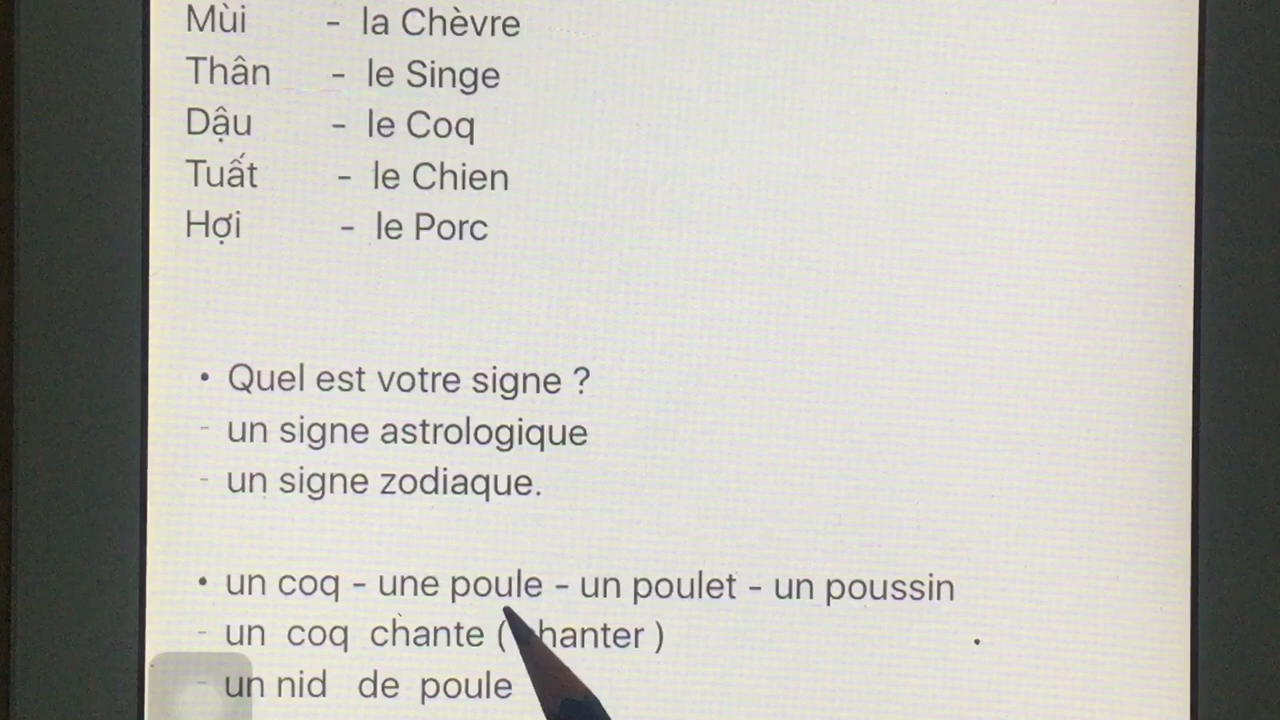 Mùi - la Chèvre
Thân - le Singe
Dậu - le Coq
Tuất - le Chien
Hợi - le Porc
• Quel est votre signe ?
- un signe astrologique
- un signe zodiaque.
• un coq - une poule - un poulet - un poussin
- un coq chante ( hanter )
- un nid de poule